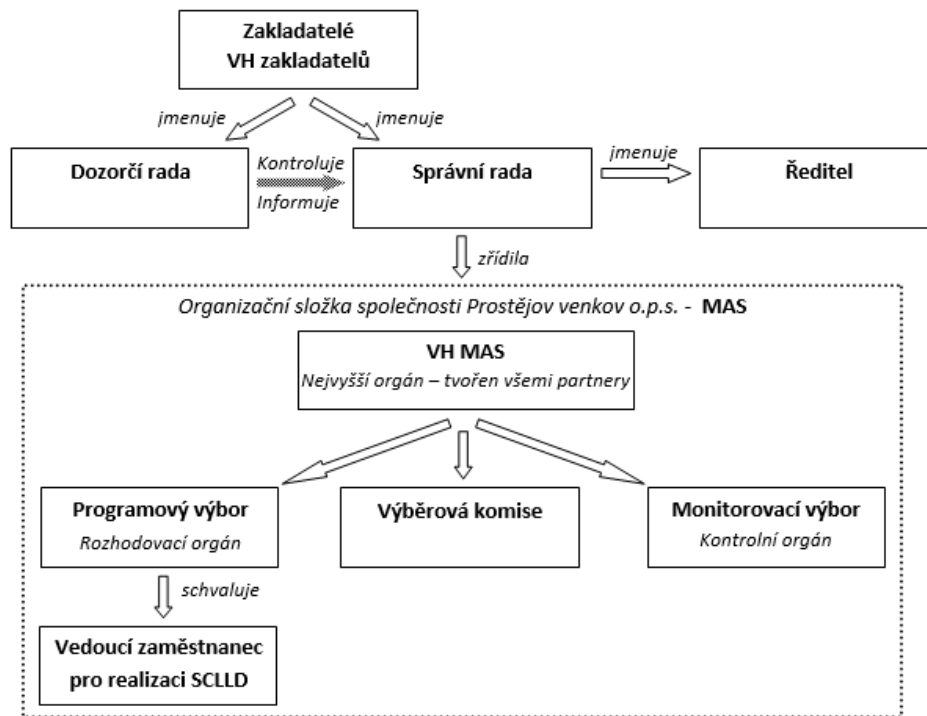 Zakladatelé
VH zakladatelů
jmenuje
jmenuje
Dozorčí rada
Kontroluje
Informuje
Správní rada
jmenuje
Ředitel
zřídila
Organizační složka společnosti Prostějov venkov o.p.s. - MAS
VH MAS
Nejvyšší orgán – tvořen všemi partnery
Programový výbor
Rozhodovací orgán
Výběrová komise
Monitorovací výbor
Kontrolní orgán
schvaluje
Vedoucí zaměstnanec
pro realizaci SCLLD